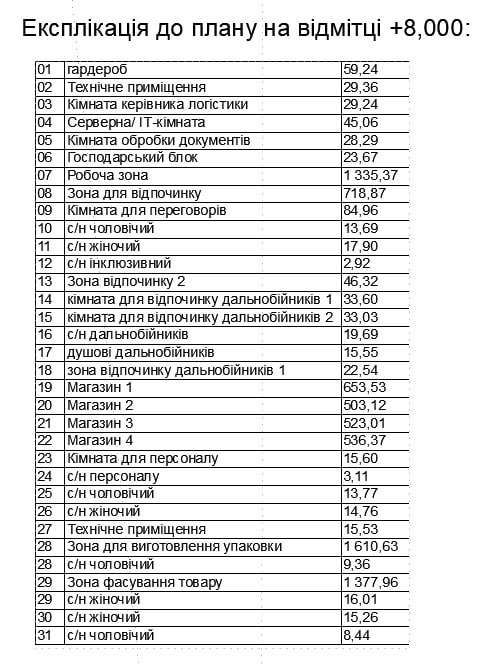 Експлікація до плану на відмітці +8,000:
01 гардероб 59,24
02 Технічне приміщення 29,36
03 Кімната керівника логістики 29,24
04 Серверна/ ІТ-кімната 45,06
05 Кімната обробки документів 28,29
06 Господарський блок 23,67
07 Робоча зона 1 335,37
08 Зона для відпочинку 718,87
09 Кімната для переговорів 84,96
10 с/н чоловічий 13,69
11 с/н жіночий 17,90
12 с/н інклюзивний 2,92
13 Зона відпочинку 2 46,32
14 кімната для відпочинку дальнобійників 1 33,60
15 кімната для відпочинку дальнобійників 2 33,03
16 с/н дальнобійників 19,69
17 душові дальнобійників 15,55
18 зона відпочинку дальнобійників 1 22,54
19 Магазин 1 653,53
20 Магазин 2 503,12
21 Магазин 3 523,01
22 Магазин 4 536,37
23 Кімната для персоналу 15,60
24 с/н персоналу 3,11
25 с/н чоловічий 13,77
26 с/н жіночий 14,76
27 Технічне приміщення 15,53
28 Зона для виготовлення упаковки 1 610,63
28 с/н чоловічий 9,36
29 Зона фасування товару 1 377,96
29 с/н жіночий 16,01
30 с/н жіночий 15,26
31 с/н чоловічий 8,44